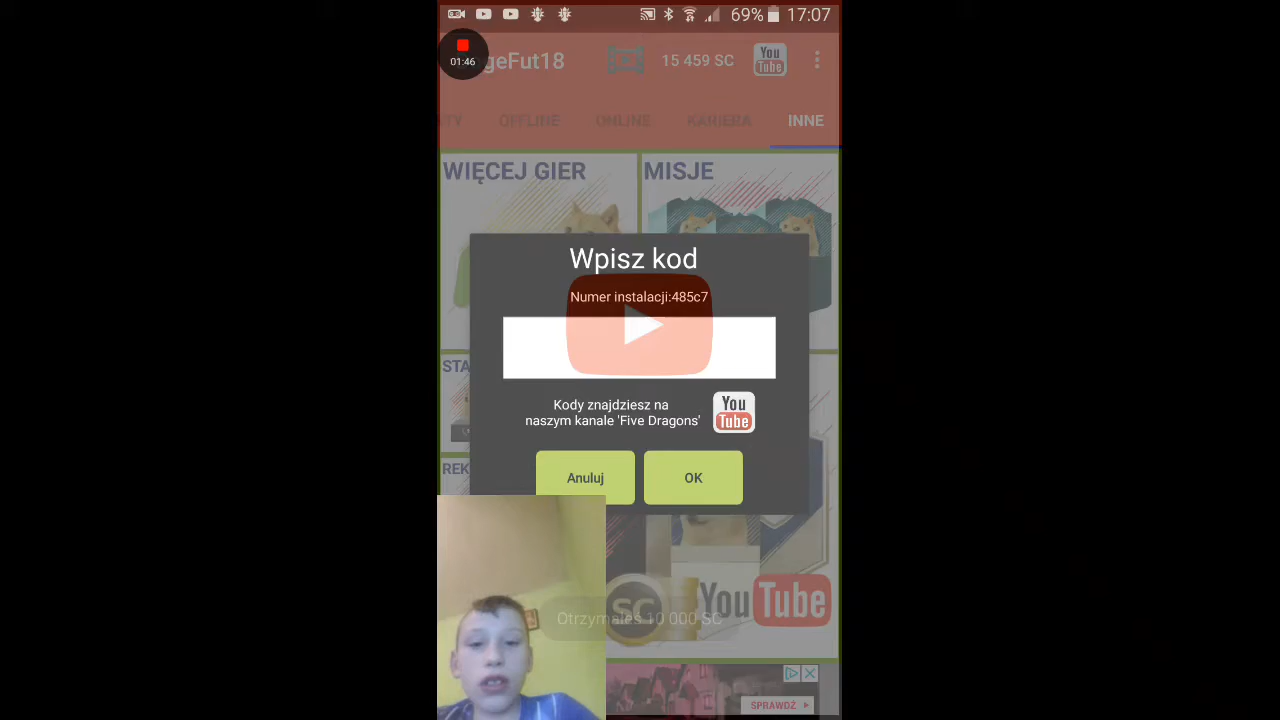 69% 17:07
01:46
geFut18 15 459 SC You Tube
OFFLINE ONLINE KARIERA INNE
WIĘCEJ GIER MISJE
Wpisz kod
Numer instalacji:485c7
STA
Kody znajdziesz na
naszym kanale 'Five Dragons'
You Tube
REK
Anuluj OK
SC YouTube
Otrzymałeś 10 000 SC
SPRAWDŹ